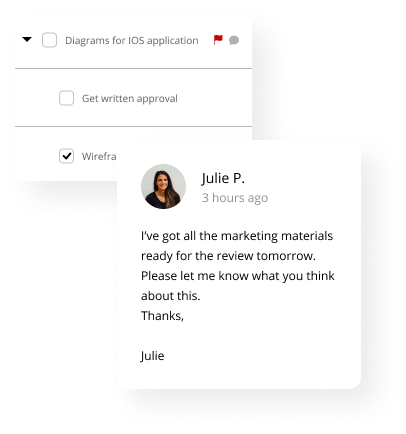 Diagrams for IOS application
Get written approval
Julie P.
3 hours ago
I've got all the marketing materials
ready for the review tomorrow.
Please let me know what you think
about this.
Thanks,
Julie